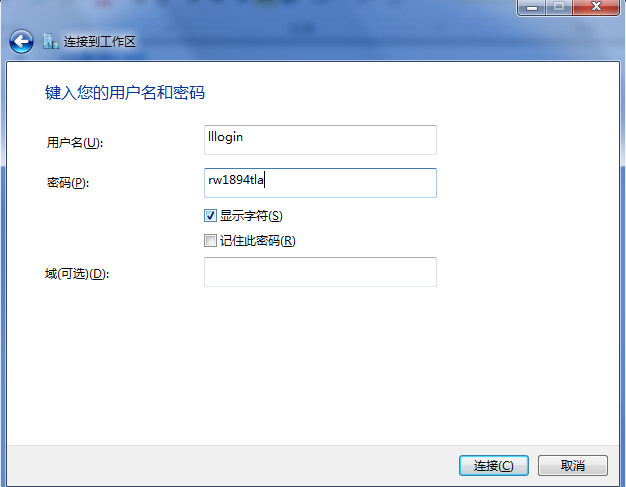 连接到工作区
键入您的用户名和密码
用户名(U): lllogin
密码(P): rw1894tla
显示字符(S)
记住此密码(R)
域(可选)(D):
连接(C) 取消